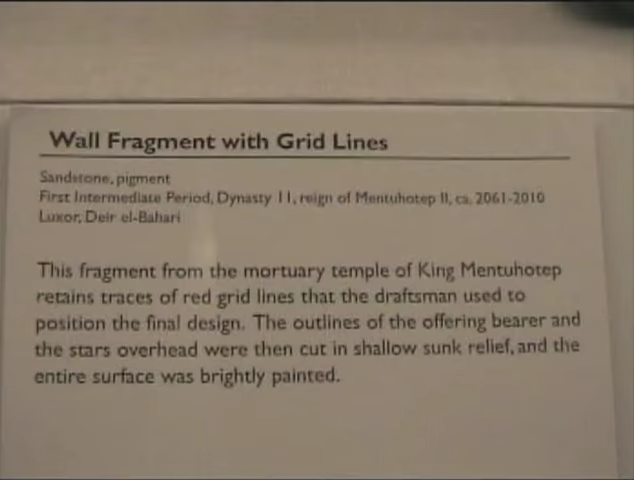 Wall Fragment with Grid Lines
Sandstone, pigment
First Intermediate Period, Dynasty 11, reign of Mentuhotep II, ca. 2061-2010
Luxor, Deir el-Bahari
This fragment from the mortuary temple of King Mentuhotep
retains traces of red grid lines that the draftsman used to
position the final design. The outlines of the offering bearer and
the stars overhead were then cut in shallow sunk relief, and the
entire surface was brightly painted.